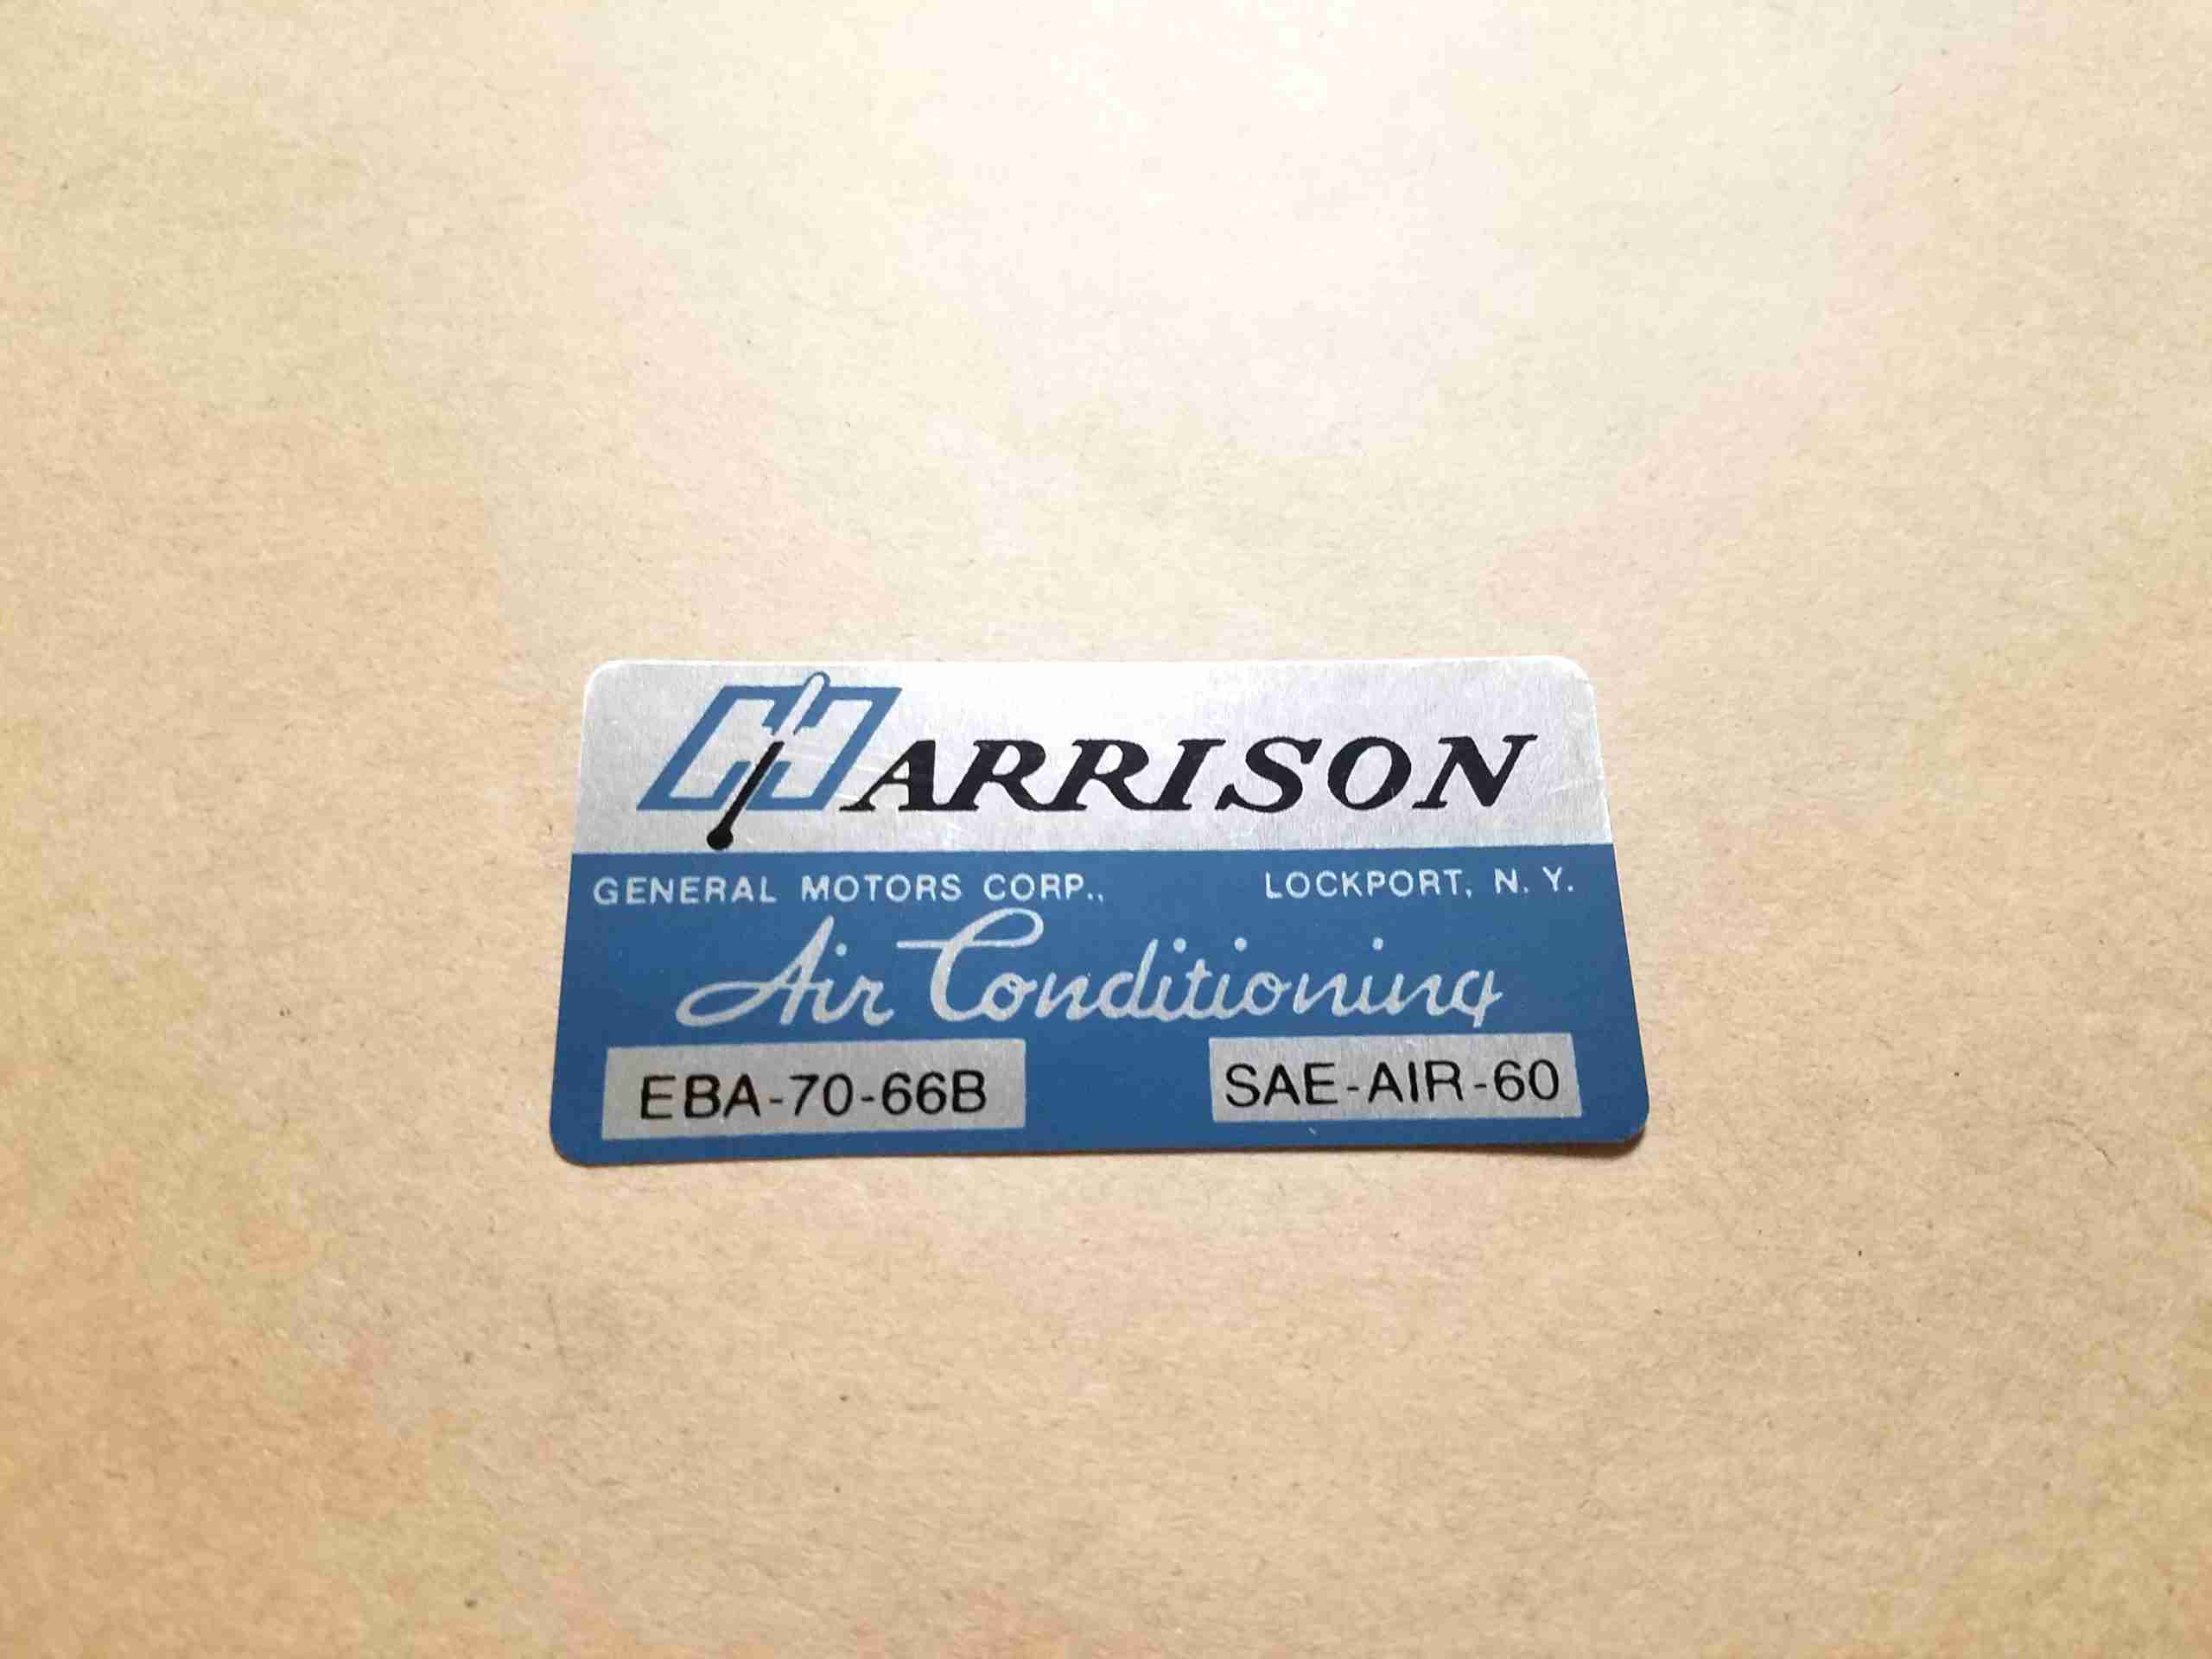 HARRISON
GENERAL MOTORS CORP., LOCKPORT, N. Y.
Air Conditioning
EBA-70-66B SAE-AIR-60